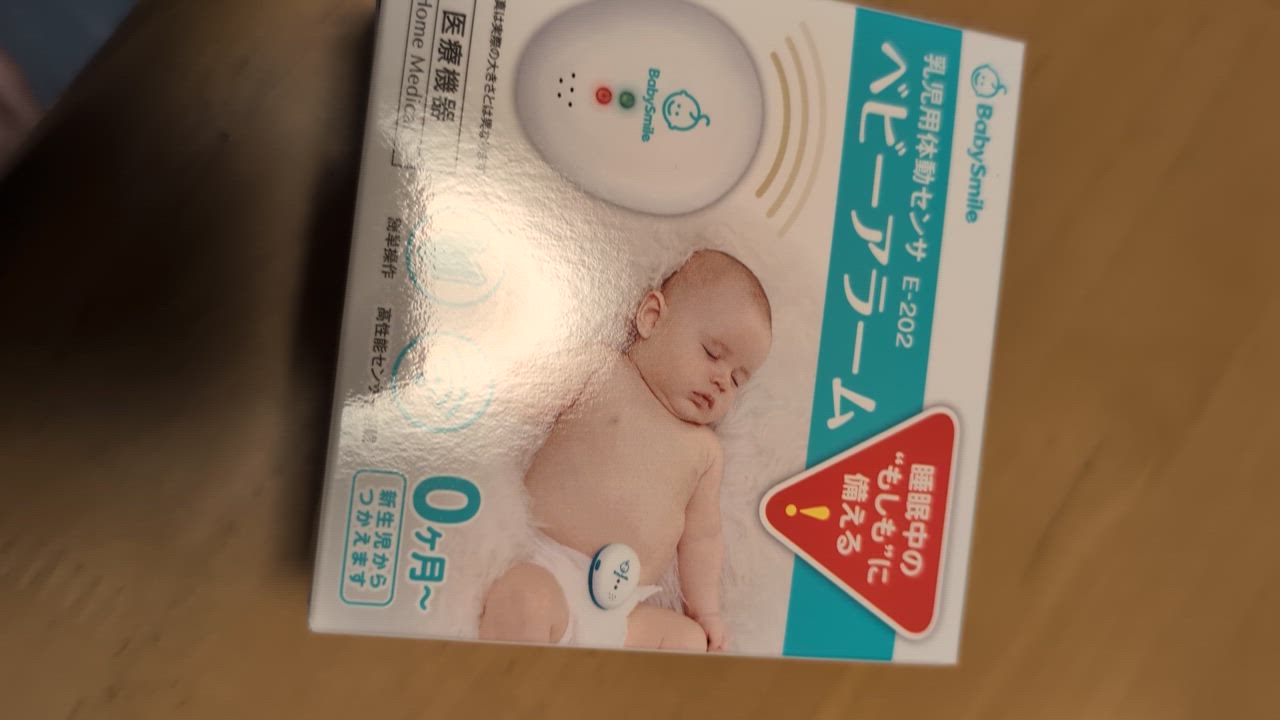 BabySmile
乳児用体動センサ E-202
ベビーアラーム
睡眠中の
“もしも”に
備える
!
BabySmile
医療機器
Home Medical
簡単操作
高性能センサ
0ヶ月~
新生児から
つかえます